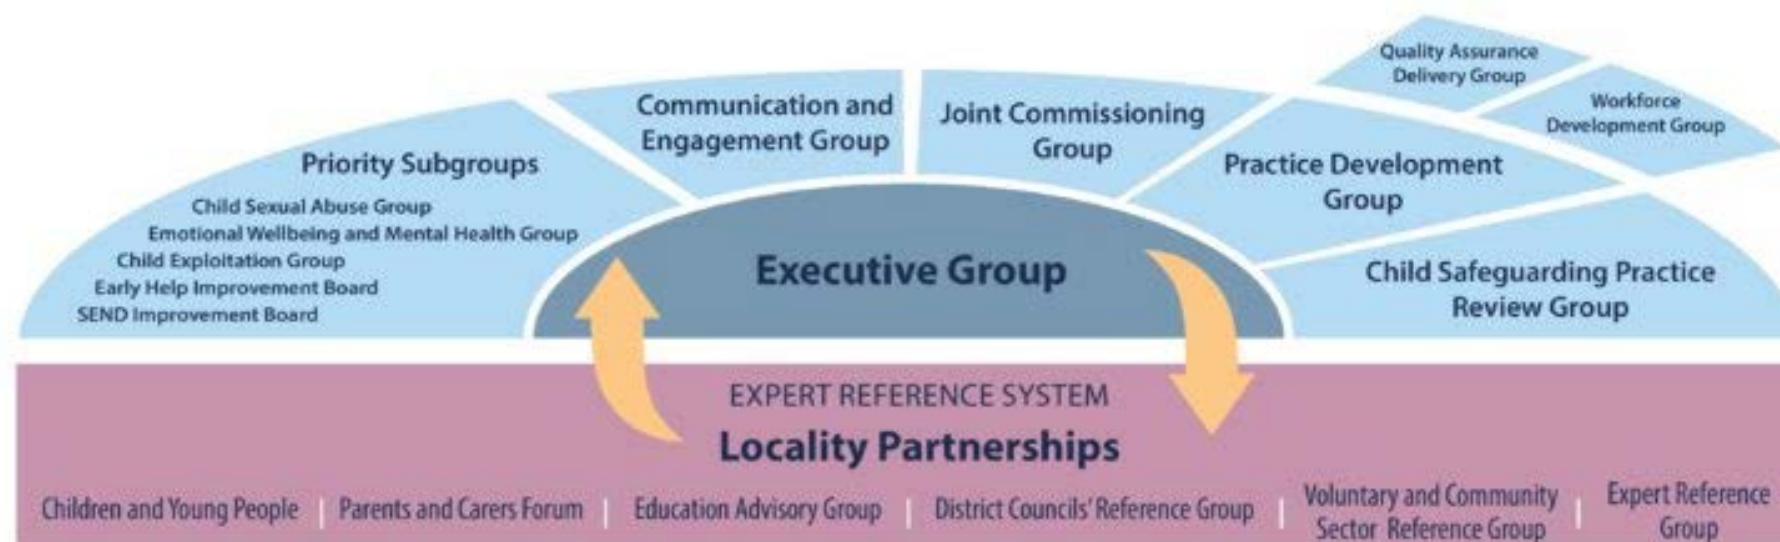 Priority Subgroups
Child Sexual Abuse Group
Emotional Wellbeing and Mental Health Group
Child Exploitation Group
Early Help Improvement Board
SEND Improvement Board
Communication and
Engagement Group
Joint Commissioning
Group
Quality Assurance
Delivery Group
Workforce
Development Group
Practice Development
Group
Child Safeguarding Practice
Review Group
Executive Group
EXPERT REFERENCE SYSTEM
Locality Partnerships
Children and Young People
Parents and Carers Forum
Education Advisory Group
District Councils' Reference Group
Voluntary and Community
Sector Reference Group
Expert Reference
Group